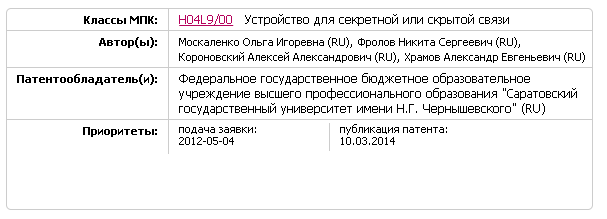 Классы МПК: H04L9/00 Устройство для секретной или скрытой связи
Автор(ы): Москаленко Ольга Игоревна (RU), Фролов Никита Сергеевич (RU),
Короновский Алексей Александрович (RU), Храмов Александр Евгеньевич (RU)
Патентообладатель(и): Федеральное государственное бюджетное образовательное
учреждение высшего профессионального образования "Саратовский
государственный университет имени Н.Г. Чернышевского" (RU)
Приоритеты: подача заявки: публикация патента:
2012-05-04 10.03.2014